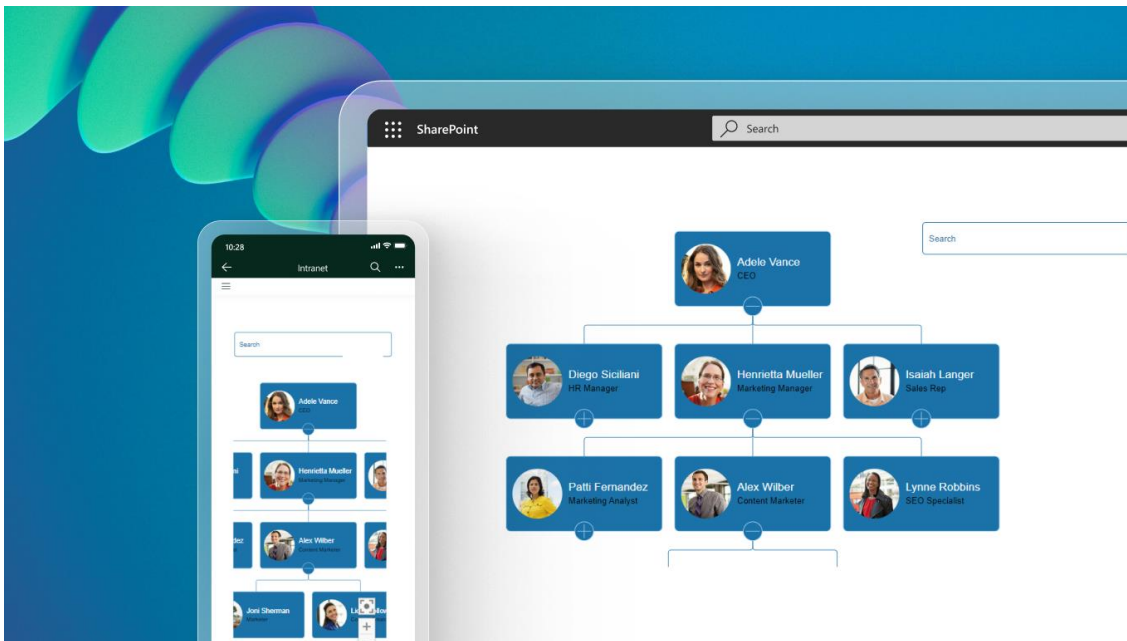 SharePoint
Search
Search
Adele Vance
CEO
Diego Siciliani
HR Manager
Henrietta Mueller
Marketing Manager
Isaiah Langer
Sales Rep
Patti Fernandez
Marketing Analyst
Alex Wilber
Content Marketer
Lynne Robbins
SEO Specialist
10:28
Intranet
Search
Adele Vance
CEO
Henrietta Mueller
Marketing Manager
Alex Wilber
Content Marketer
Joni Sherman
Marketer